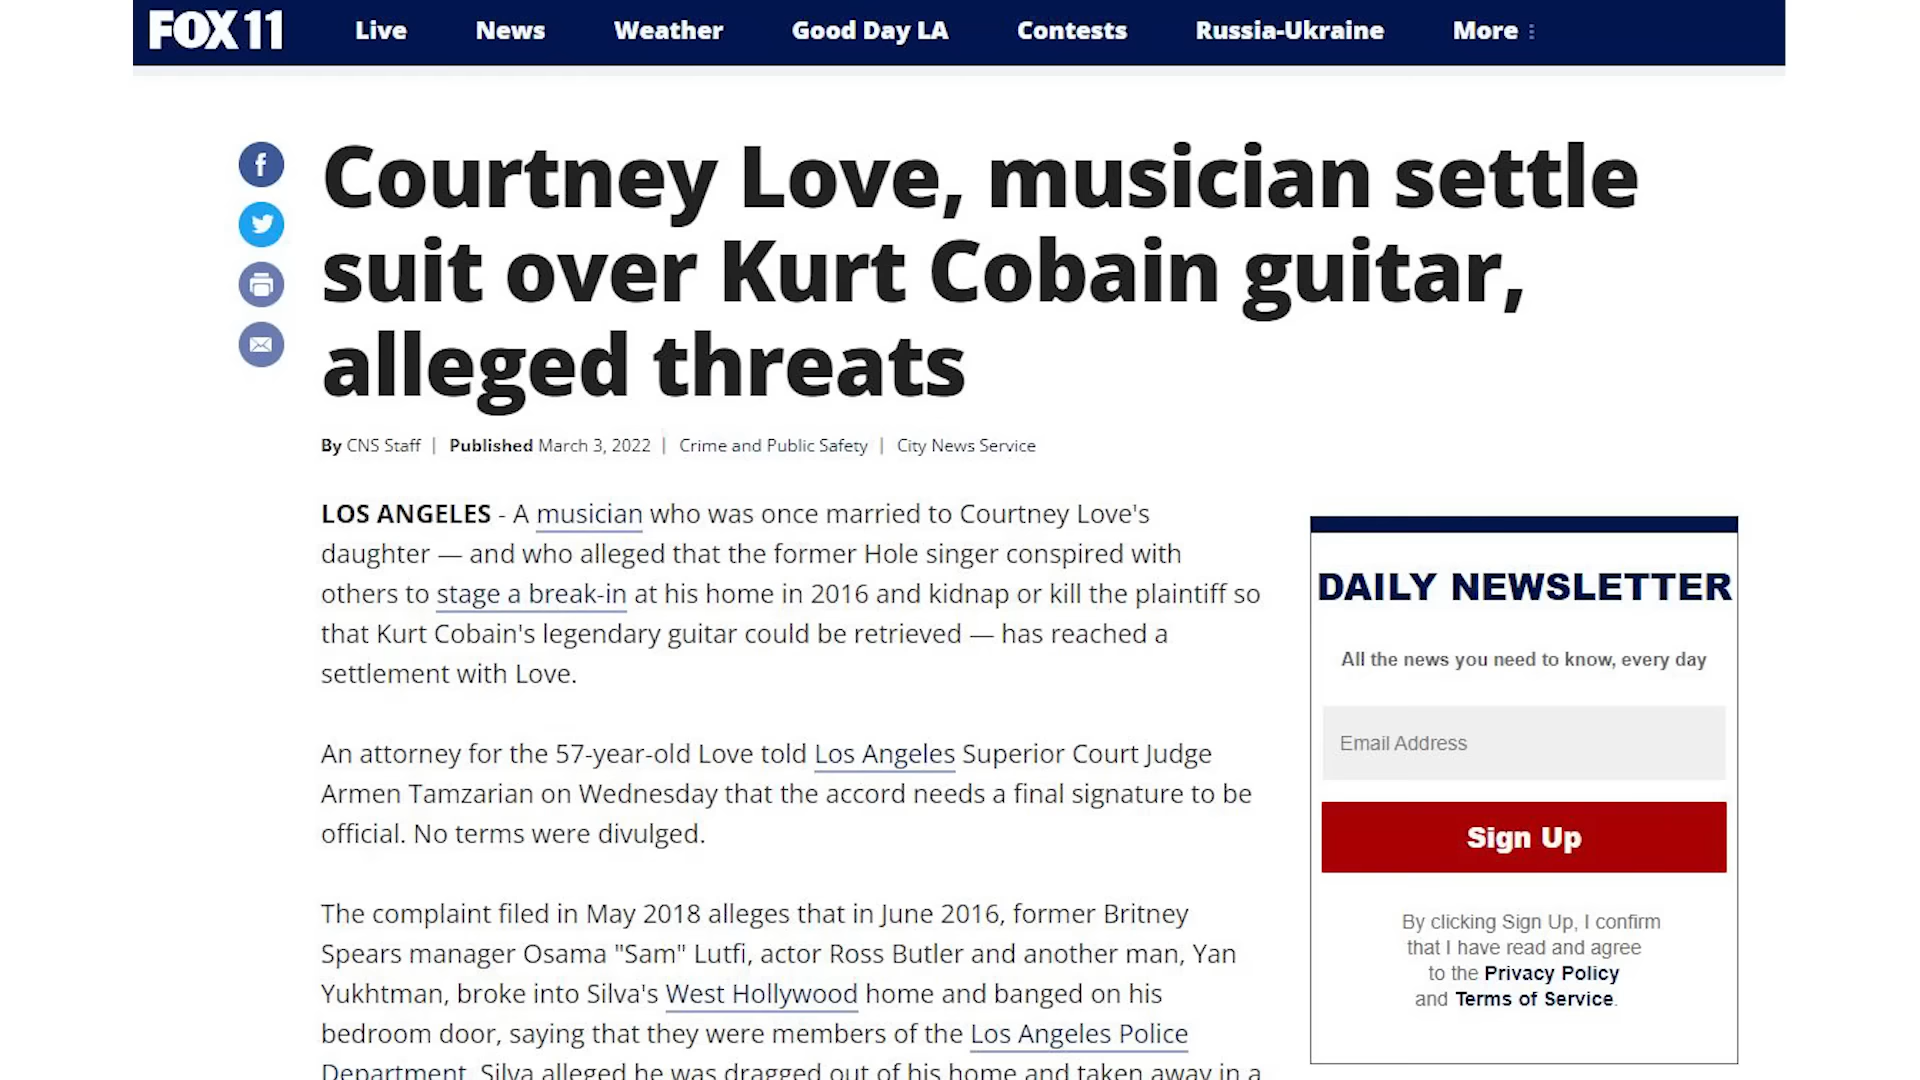 FOX 11 Live News Weather Good Day LA Contests Russia-Ukraine More
Courtney Love, musician settle
suit over Kurt Cobain guitar,
alleged threats
By CNS Staff | Published March 3, 2022 | Crime and Public Safety | City News Service
LOS ANGELES - A musician who was once married to Courtney Love's
daughter — and who alleged that the former Hole singer conspired with
others to stage a break-in at his home in 2016 and kidnap or kill the plaintiff so
that Kurt Cobain's legendary guitar could be retrieved — has reached a
settlement with Love.
An attorney for the 57-year-old Love told Los Angeles Superior Court Judge
Armen Tamzarian on Wednesday that the accord needs a final signature to be
official. No terms were divulged.
The complaint filed in May 2018 alleges that in June 2016, former Britney
Spears manager Osama "Sam" Lutfi, actor Ross Butler and another man, Yan
Yukhtman, broke into Silva's West Hollywood home and banged on his
bedroom door, saying that they were members of the Los Angeles Police
Department. Silva alleged he was dragged out of his home and taken away in a
DAILY NEWSLETTER
All the news you need to know, every day
Email Address
Sign Up
By clicking Sign Up, I confirm
that I have read and agree
to the Privacy Policy
and Terms of Service.